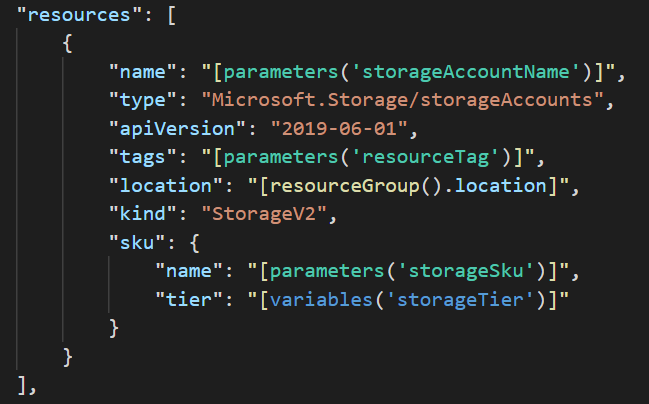 "resources": [
{
"name": "[parameters('storageAccountName')]",
"type": "Microsoft.Storage/storageAccounts",
"apiVersion": "2019-06-01",
"tags": "[parameters('resourceTag')]",
"location": "[resourceGroup().location]",
"kind": "StorageV2",
"sku": {
"name": "[parameters('storageSku')]",
"tier": "[variables('storageTier')]"
}
}
],